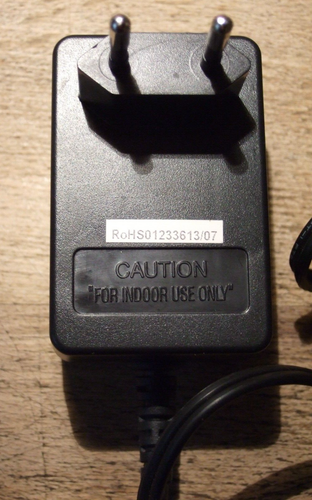 RoHS01233613/07
CAUTION
"FOR INDOOR USE ONLY"